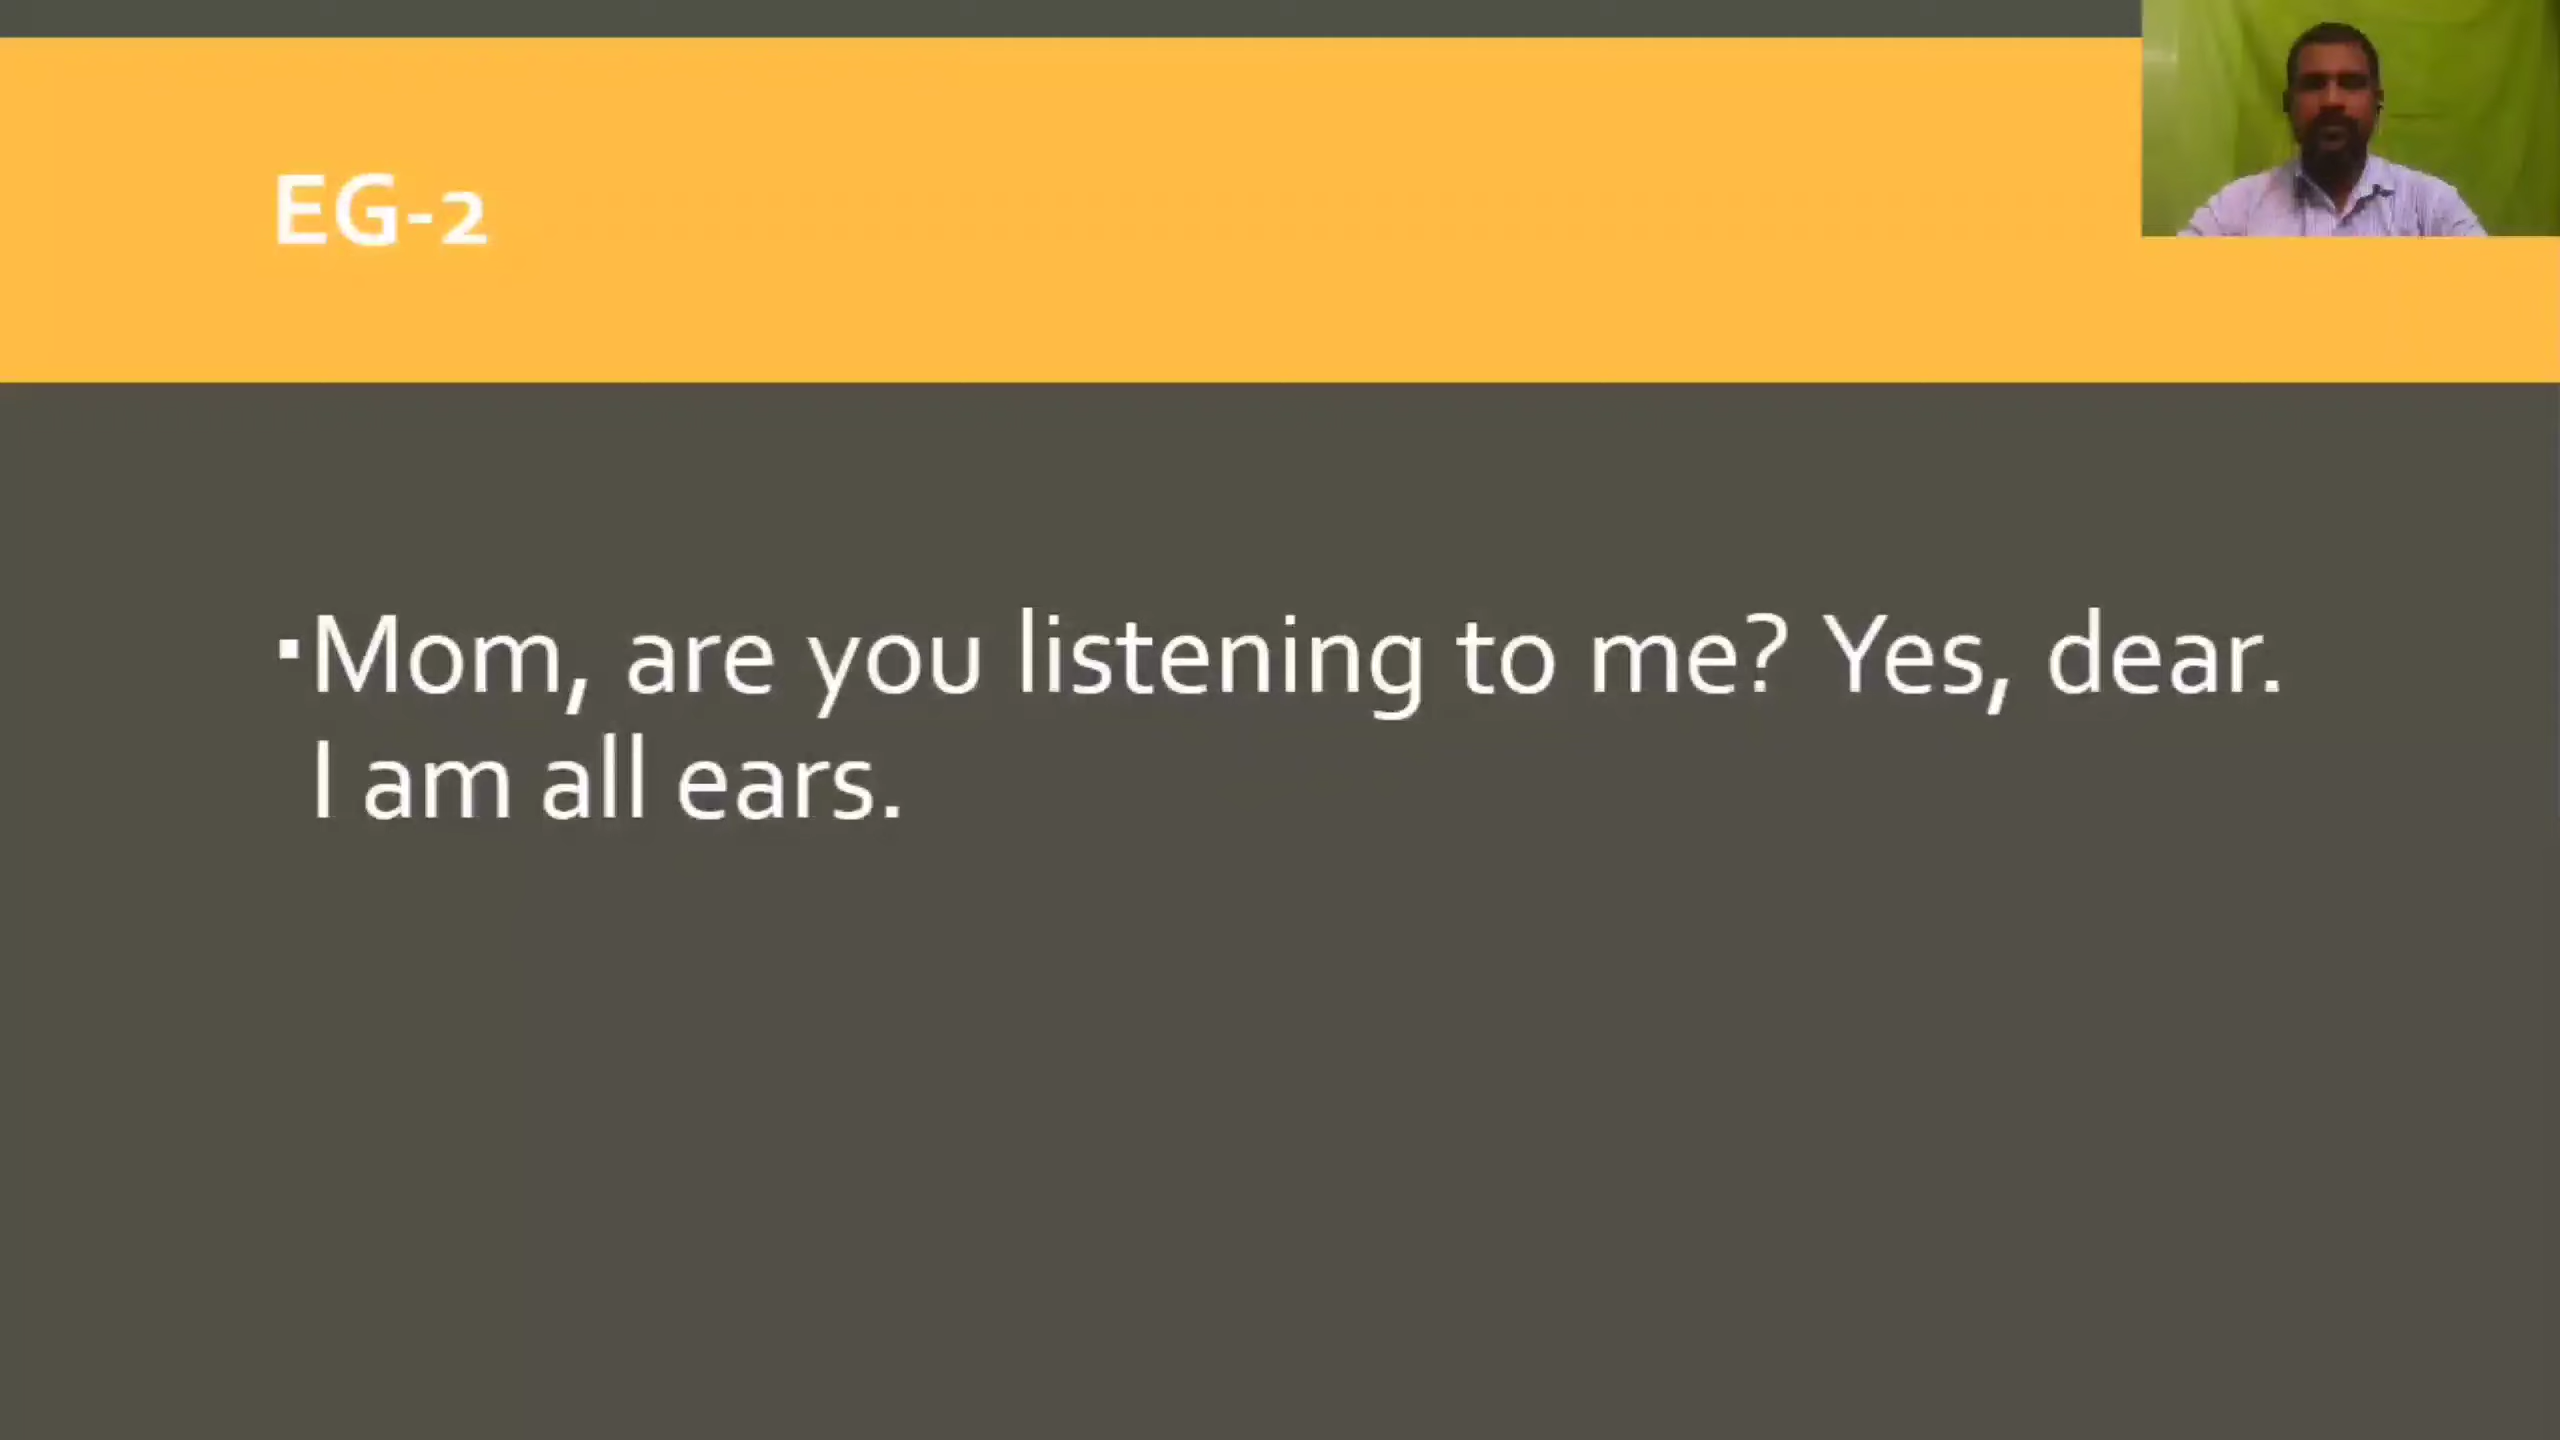 EG-2
▪Mom, are you listening to me? Yes, dear.
I am all ears.